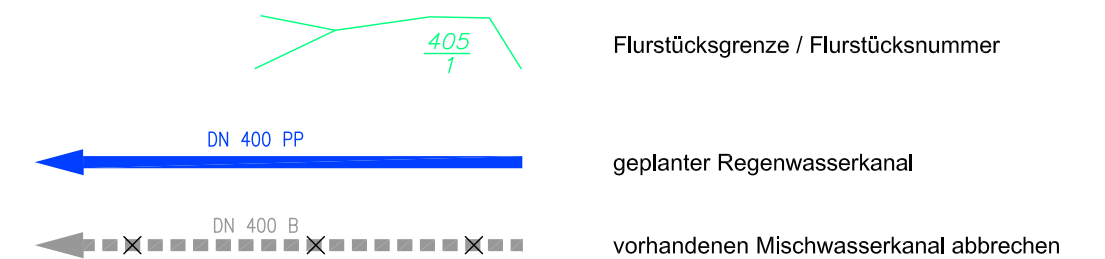 405
1
Flurstücksgrenze / Flurstücksnummer
DN 400 PP
geplanter Regenwasserkanal
DN 400 B
vorhandenen Mischwasserkanal abbrechen